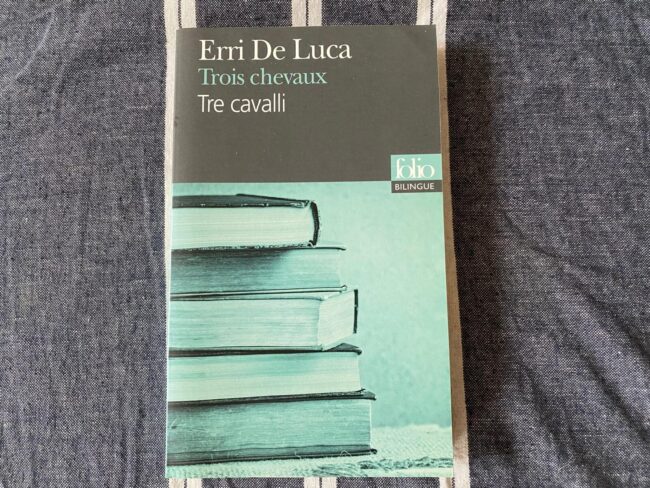 Erri De Luca
Trois chevaux
Tre cavalli
folio
BILINGUE